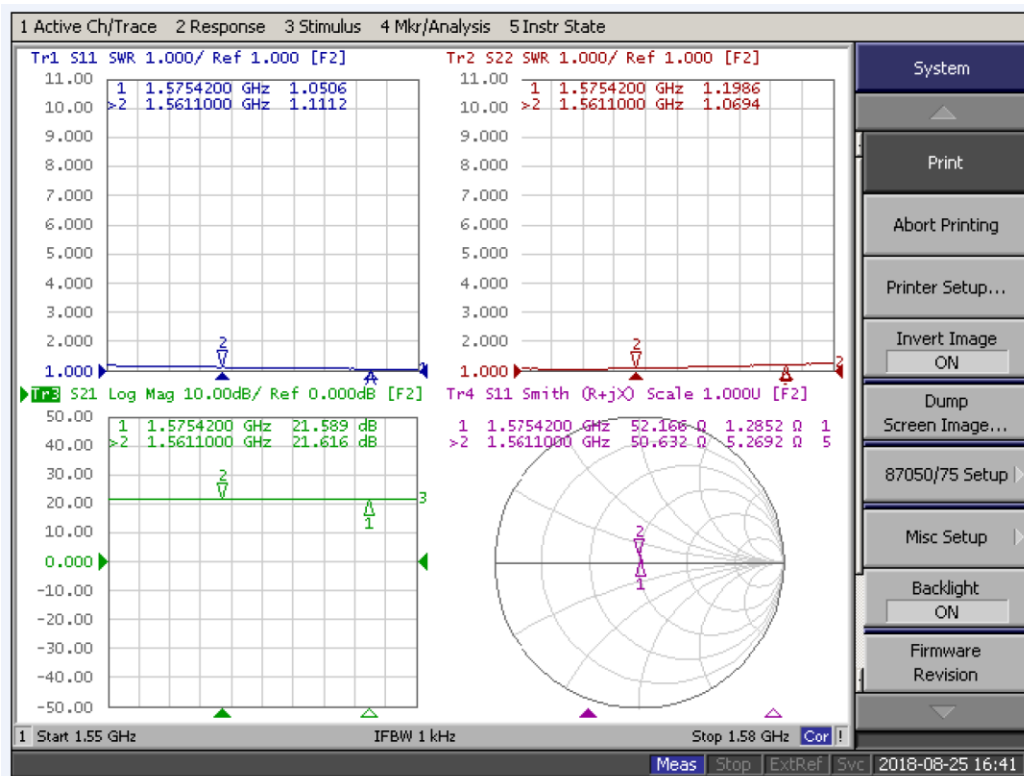 1 Active Ch/Trace 2 Response 3 Stimulus 4 Mkr/Analysis 5 Instr State
Tr1 S11 SWR 1.000/ Ref 1.000 [F2]
11.00
10.00
9.000
8.000
7.000
6.000
5.000
4.000
3.000
2.000
1.000
1 1.5754200 GHz 1.0506
>2 1.5611000 GHz 1.1112
2
1
Tr2 S22 SWR 1.000/ Ref 1.000 [F2]
11.00
10.00
9.000
8.000
7.000
6.000
5.000
4.000
3.000
2.000
1.000
1 1.5754200 GHz 1.1986
>2 1.5611000 GHz 1.0694
2
2
Tr3 S21 Log Mag 10.00dB/ Ref 0.000dB [F2]
50.00
40.00
30.00
20.00
10.00
0.000
-10.00
-20.00
-30.00
-40.00
-50.00
1 1.5754200 GHz 21.589 dB
>2 1.5611000 GHz 21.616 dB
2
3
1
Tr4 S11 Smith (R+jX) Scale 1.000U [F2]
1 1.5754200 GHz 52.166 Ω 1.2852 Ω 1
>2 1.5611000 GHz 50.632 Ω 5.2692 Ω 5
2
1
1 Start 1.55 GHz IFBW 1 kHz Stop 1.58 GHz Cor !
System
Print
Abort Printing
Printer Setup...
Invert Image
ON
Dump
Screen Image...
87050/75 Setup
Misc Setup
Backlight
ON
Firmware
Revision
Meas Stop ExtRef Svc 2018-08-25 16:41